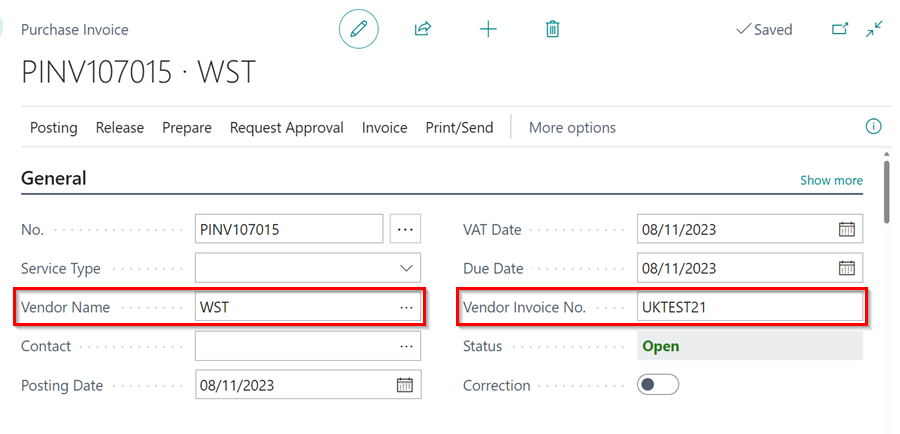 Purchase Invoice
Saved
PINV107015 · WST
Posting Release Prepare Request Approval Invoice Print/Send More options
General Show more
No. PINV107015 VAT Date 08/11/2023
Service Type Due Date 08/11/2023
Vendor Name WST Vendor Invoice No. UKTEST21
Contact Status Open
Posting Date 08/11/2023 Correction